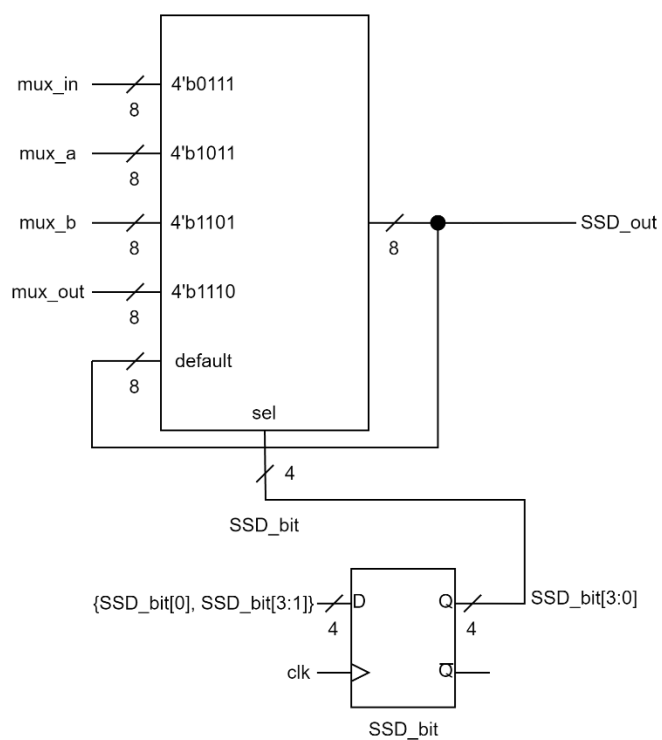 mux_in
8
4'b0111
mux_a
8
4'b1011
mux_b
8
4'b1101
8
SSD_out
mux_out
8
4'b1110
8
default
sel
4
SSD_bit
{SSD_bit[0], SSD_bit[3:1]}
4
D
Q
4
SSD_bit[3:0]
clk
Q̅
SSD_bit